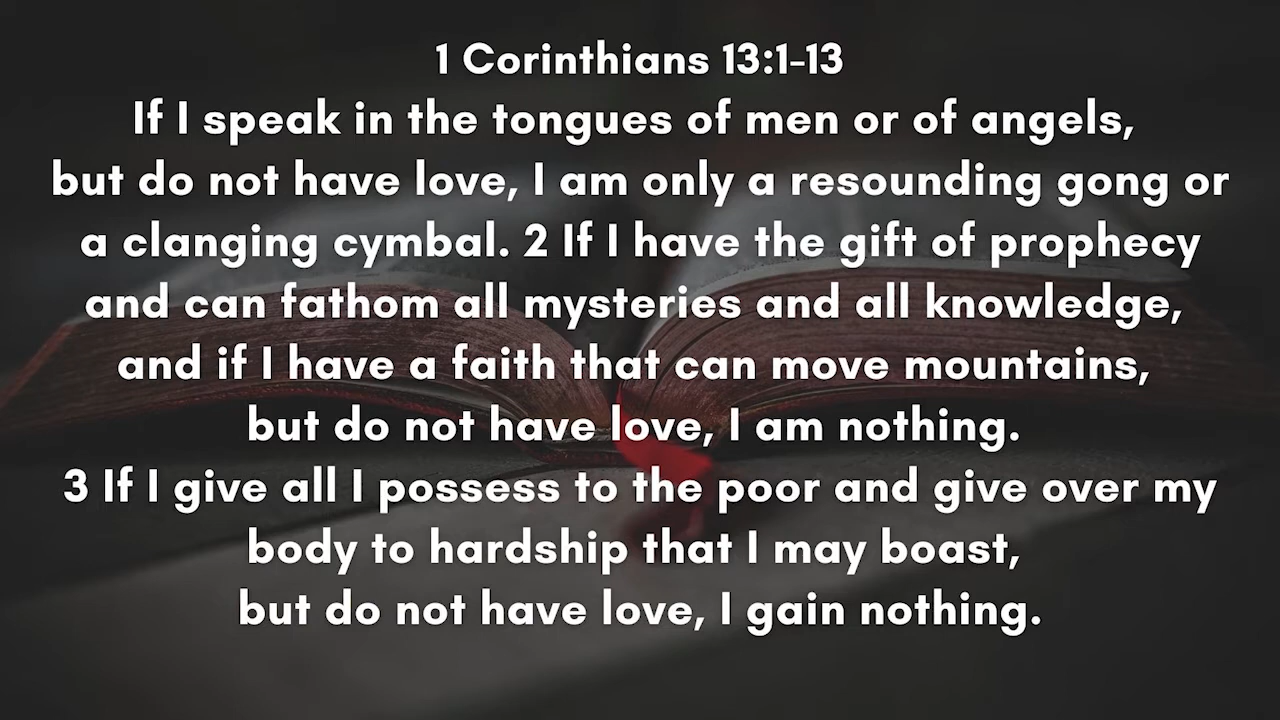 1 Corinthians 13:1-13
If I speak in the tongues of men or of angels,
but do not have love, I am only a resounding gong or
a clanging cymbal. 2 If I have the gift of prophecy
and can fathom all mysteries and all knowledge,
and if I have a faith that can move mountains,
but do not have love, I am nothing.
3 If I give all I possess to the poor and give over my
body to hardship that I may boast,
but do not have love, I gain nothing.